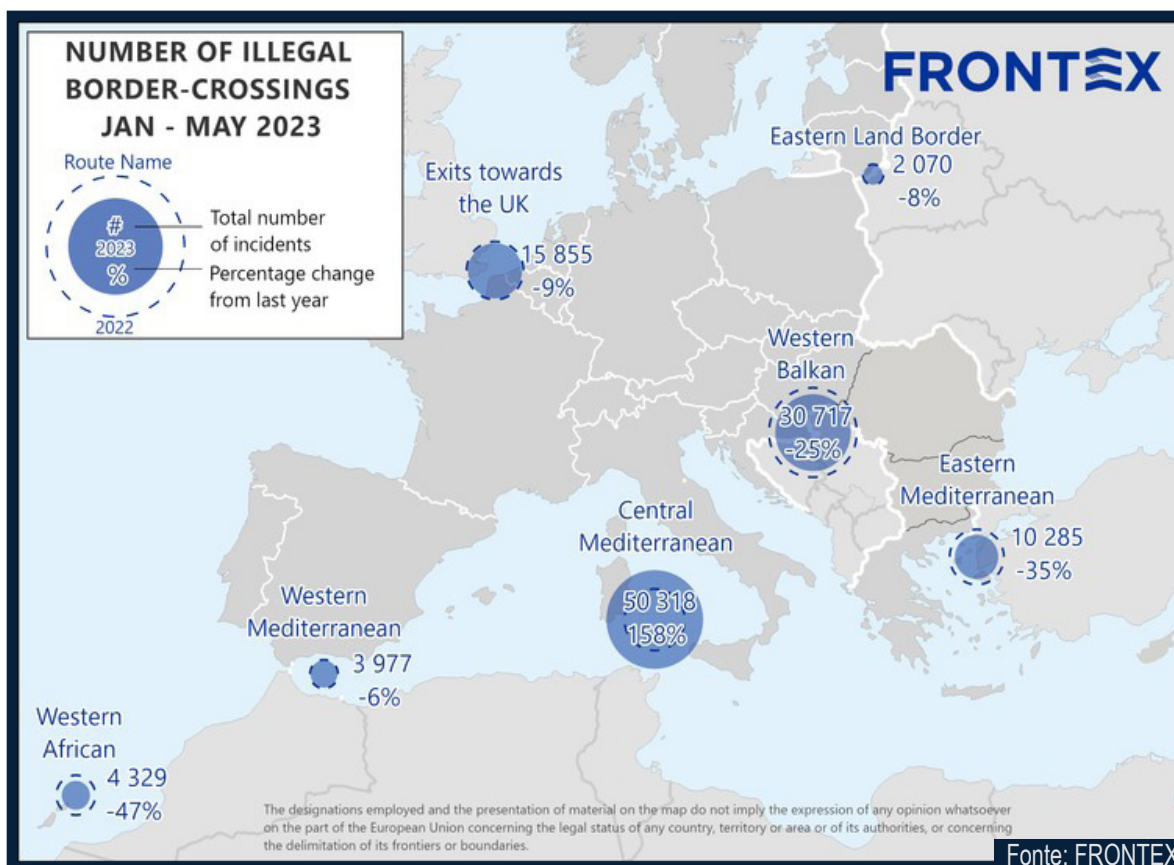 NUMBER OF ILLEGAL
BORDER-CROSSINGS
JAN - MAY 2023
Route Name
#
2023
%
2022
Total number
of incidents
Percentage change
from last year
FRONTEX
Eastern Land Border
2 070
-8%
Exits towards
the UK
15 855
-9%
Western
Balkan
30 717
-25%
Eastern
Mediterranean
10 285
-35%
Central
Mediterranean
50 318
158%
Western
Mediterranean
3 977
-6%
Western
African
4 329
-47%
The designations employed and the presentation of material on the map do not imply the expression of any opinion whatsoever
on the part of the European Union concerning the legal status of any country, territory or area or of its authorities, or concerning
the delimitation of its frontiers or boundaries.
Fonte: FRONTEX